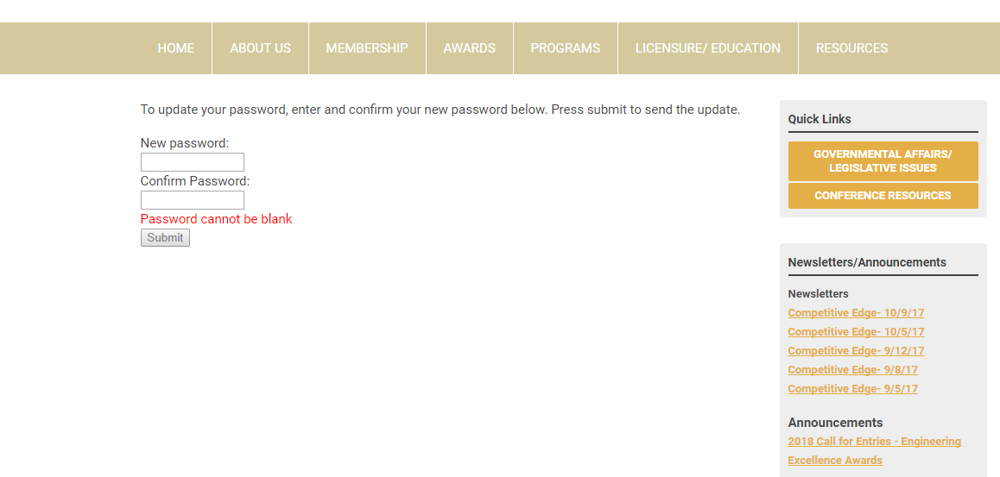 HOME ABOUT US MEMBERSHIP AWARDS PROGRAMS LICENSURE/ EDUCATION RESOURCES
To update your password, enter and confirm your new password below. Press submit to send the update.
New password:
Confirm Password:
Password cannot be blank
Submit
Quick Links
GOVERNMENTAL AFFAIRS/
LEGISLATIVE ISSUES
CONFERENCE RESOURCES
Newsletters/Announcements
Newsletters
Competitive Edge- 10/9/17
Competitive Edge- 10/5/17
Competitive Edge- 9/12/17
Competitive Edge- 9/8/17
Competitive Edge- 9/5/17
Announcements
2018 Call for Entries - Engineering
Excellence Awards